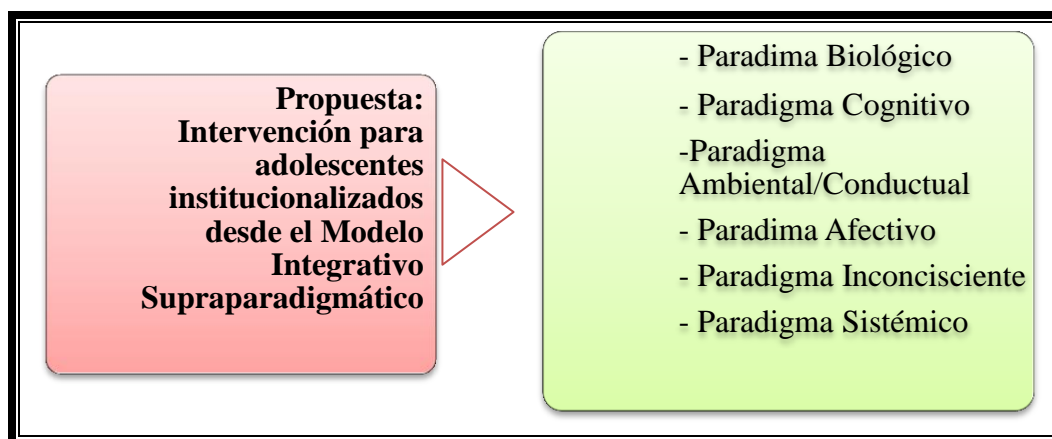 Propuesta:
Intervención para
adolescentes
institucionalizados
desde el Modelo
Integrativo
Supraparadigmático
- Paradima Biológico
- Paradigma Cognitivo
-Paradigma
Ambiental/Conductual
- Paradima Afectivo
- Paradigma Inconcisciente
- Paradigma Sistémico